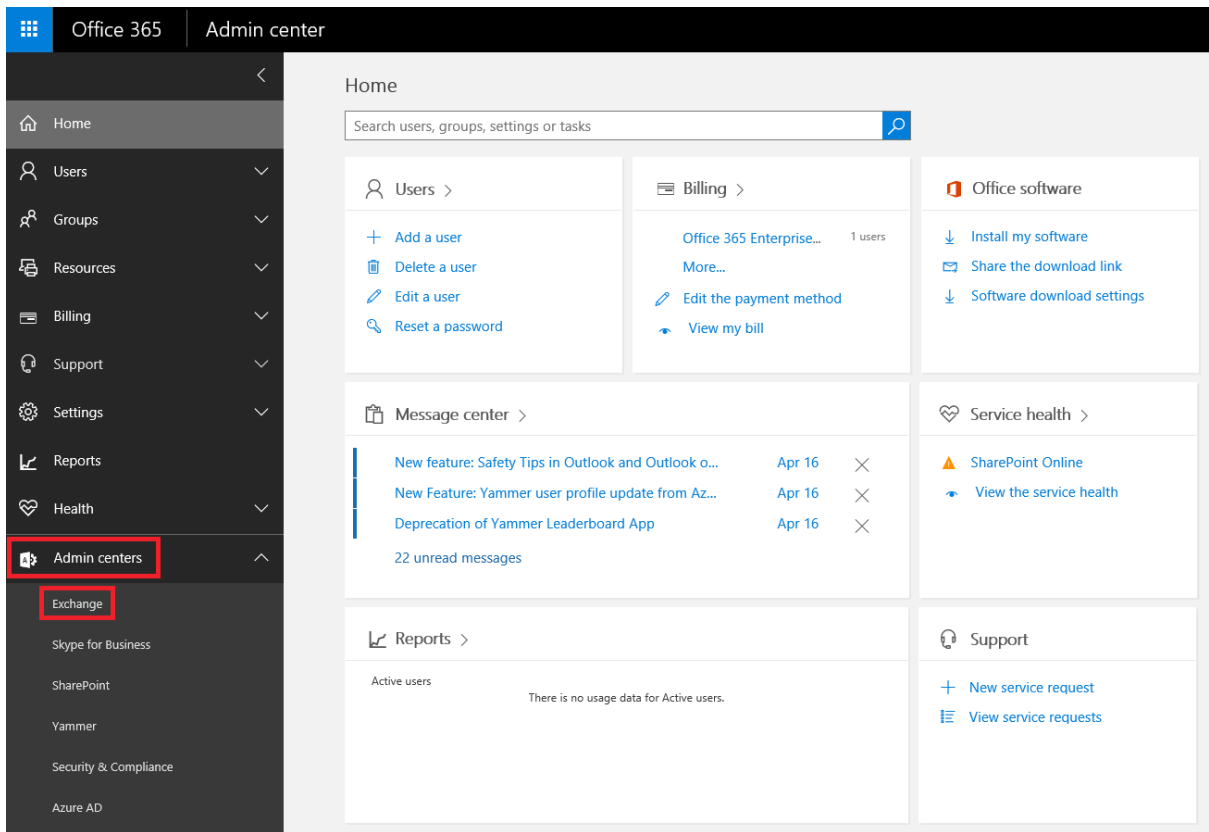 Office 365
Admin center
Home
Users
Groups
Resources
Billing
Support
Settings
Reports
Health
Admin centers
Exchange
Skype for Business
SharePoint
Yammer
Security & Compliance
Azure AD
Home
Search users, groups, settings or tasks
Users
Add a user
Delete a user
Edit a user
Reset a password
Billing
Office 365 Enterprise... 1 users
More...
Edit the payment method
View my bill
Office software
Install my software
Share the download link
Software download settings
Message center
New feature: Safety Tips in Outlook and Outlook o... Apr 16
New Feature: Yammer user profile update from Az... Apr 16
Deprecation of Yammer Leaderboard App Apr 16
22 unread messages
Service health
SharePoint Online
View the service health
Reports
Active users
There is no usage data for Active users.
Support
New service request
View service requests